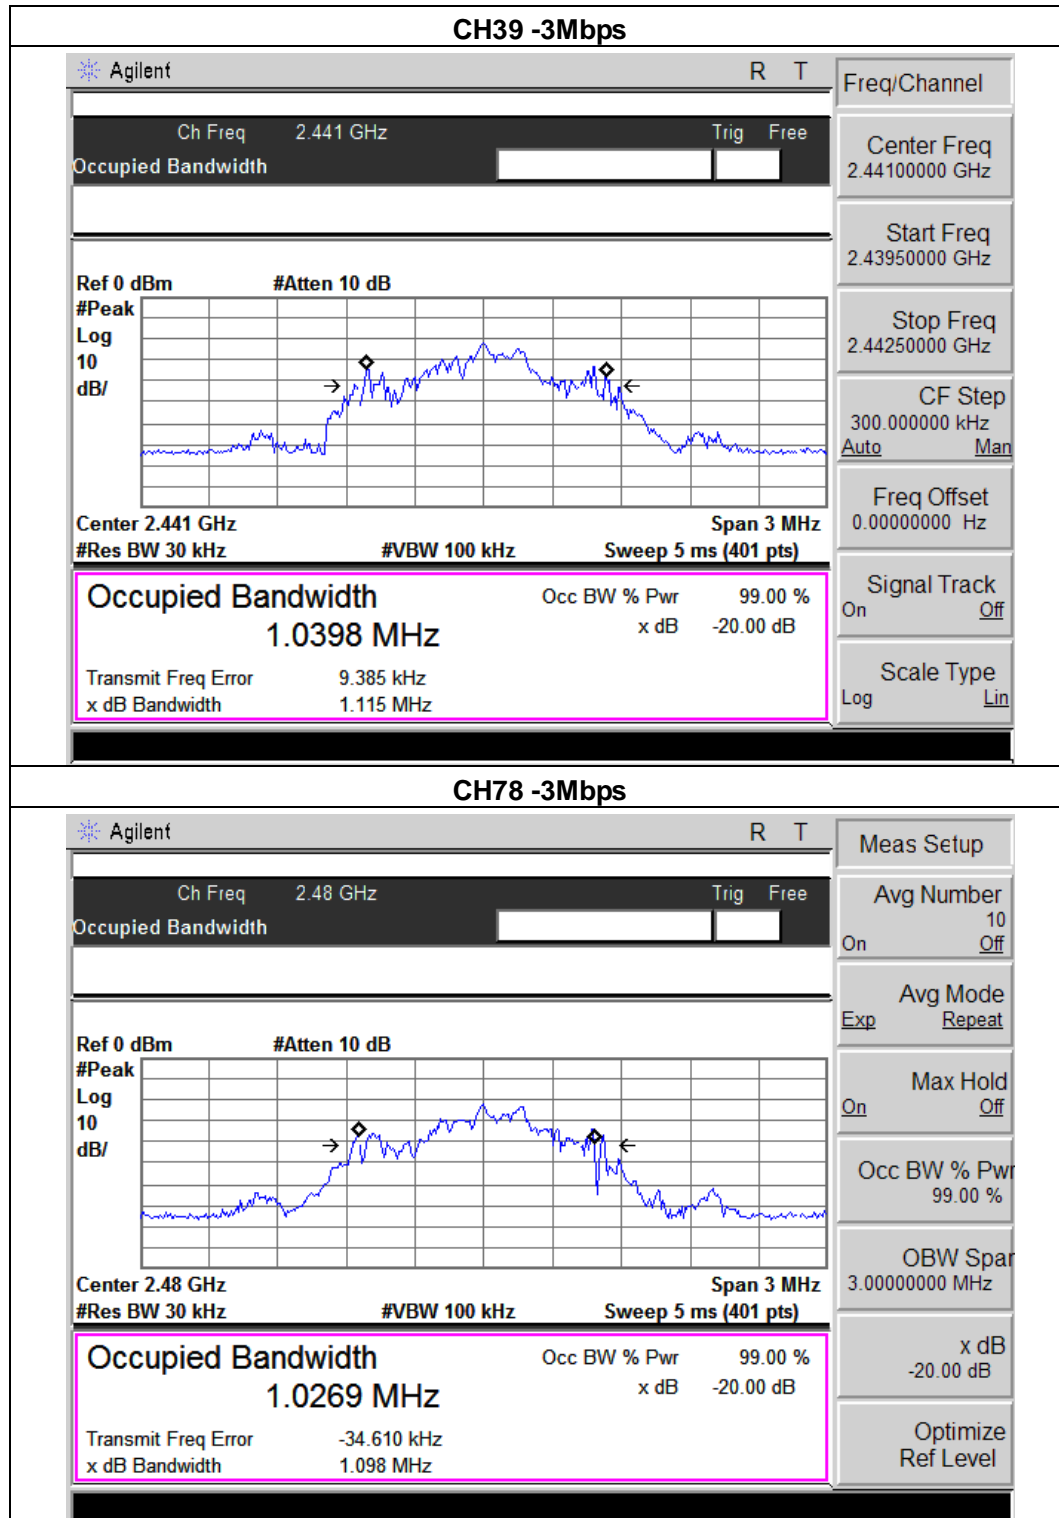 CH39 -3Mbps
Agilent R T
Freq/Channel
Ch Freq 2.441 GHz Trig Free
Occupied Bandwidth
Center Freq
2.44100000 GHz
Start Freq
2.43950000 GHz
Stop Freq
2.44250000 GHz
CF Step
300.000000 kHz
Auto Man
Freq Offset
0.00000000 Hz
Signal Track
On Off
Scale Type
Log Lin
Ref 0 dBm #Atten 10 dB
#Peak
Log
10
dB/
Center 2.441 GHz Span 3 MHz
#Res BW 30 kHz #VBW 100 kHz Sweep 5 ms (401 pts)
Occupied Bandwidth Occ BW % Pwr 99.00 %
1.0398 MHz x dB -20.00 dB
Transmit Freq Error 9.385 kHz
x dB Bandwidth 1.115 MHz
CH78 -3Mbps
Agilent R T
Meas Setup
Ch Freq 2.48 GHz Trig Free
Occupied Bandwidth
Avg Number
10
On Off
Avg Mode
Exp Repeat
Max Hold
On Off
Occ BW % Pwr
99.00 %
OBW Span
3.00000000 MHz
x dB
-20.00 dB
Optimize
Ref Level
Ref 0 dBm #Atten 10 dB
#Peak
Log
10
dB/
Center 2.48 GHz Span 3 MHz
#Res BW 30 kHz #VBW 100 kHz Sweep 5 ms (401 pts)
Occupied Bandwidth Occ BW % Pwr 99.00 %
1.0269 MHz x dB -20.00 dB
Transmit Freq Error -34.610 kHz
x dB Bandwidth 1.098 MHz